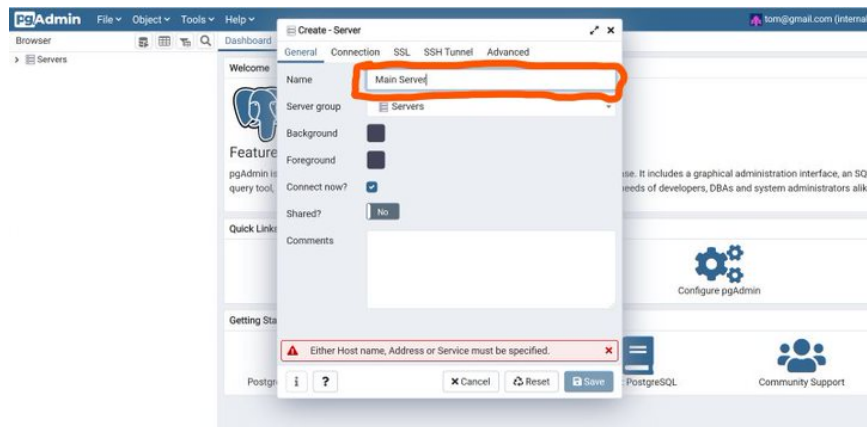 pgAdmin File Object Tools Help tom@gmail.com (internal
Browser Dashboard
Servers
Welcome
Feature
pgAdmin is
query tool,
Quick Links
Getting Sta
Postgr
Create - Server
General Connection SSL SSH Tunnel Advanced
Name Main Server
Server group Servers
Background
Foreground
Connect now?
Shared? No
Comments
Either Host name, Address or Service must be specified.
i ? Cancel Reset Save
se. It includes a graphical administration interface, an SQ
eeds of developers, DBAs and system administrators alik
Configure pgAdmin
PostgreSQL
Community Support